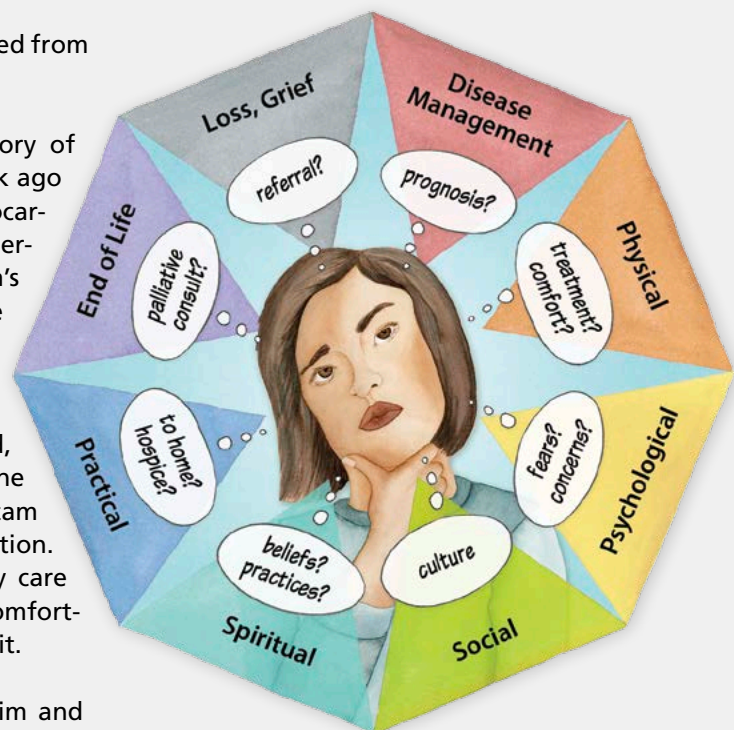 ed from
ory of
k ago
ocar-
er-
n's
e
d,
ne
tam
tion.
y care
omfort-
it.
im and
Loss, Grief
referral?
Disease
Management
prognosis?
Physical
treatment?
comfort?
Psychological
fears?
concerns?
Social
culture
Spiritual
beliefs?
practices?
Practical
to home?
hospice?
End of Life
palliative
consult?